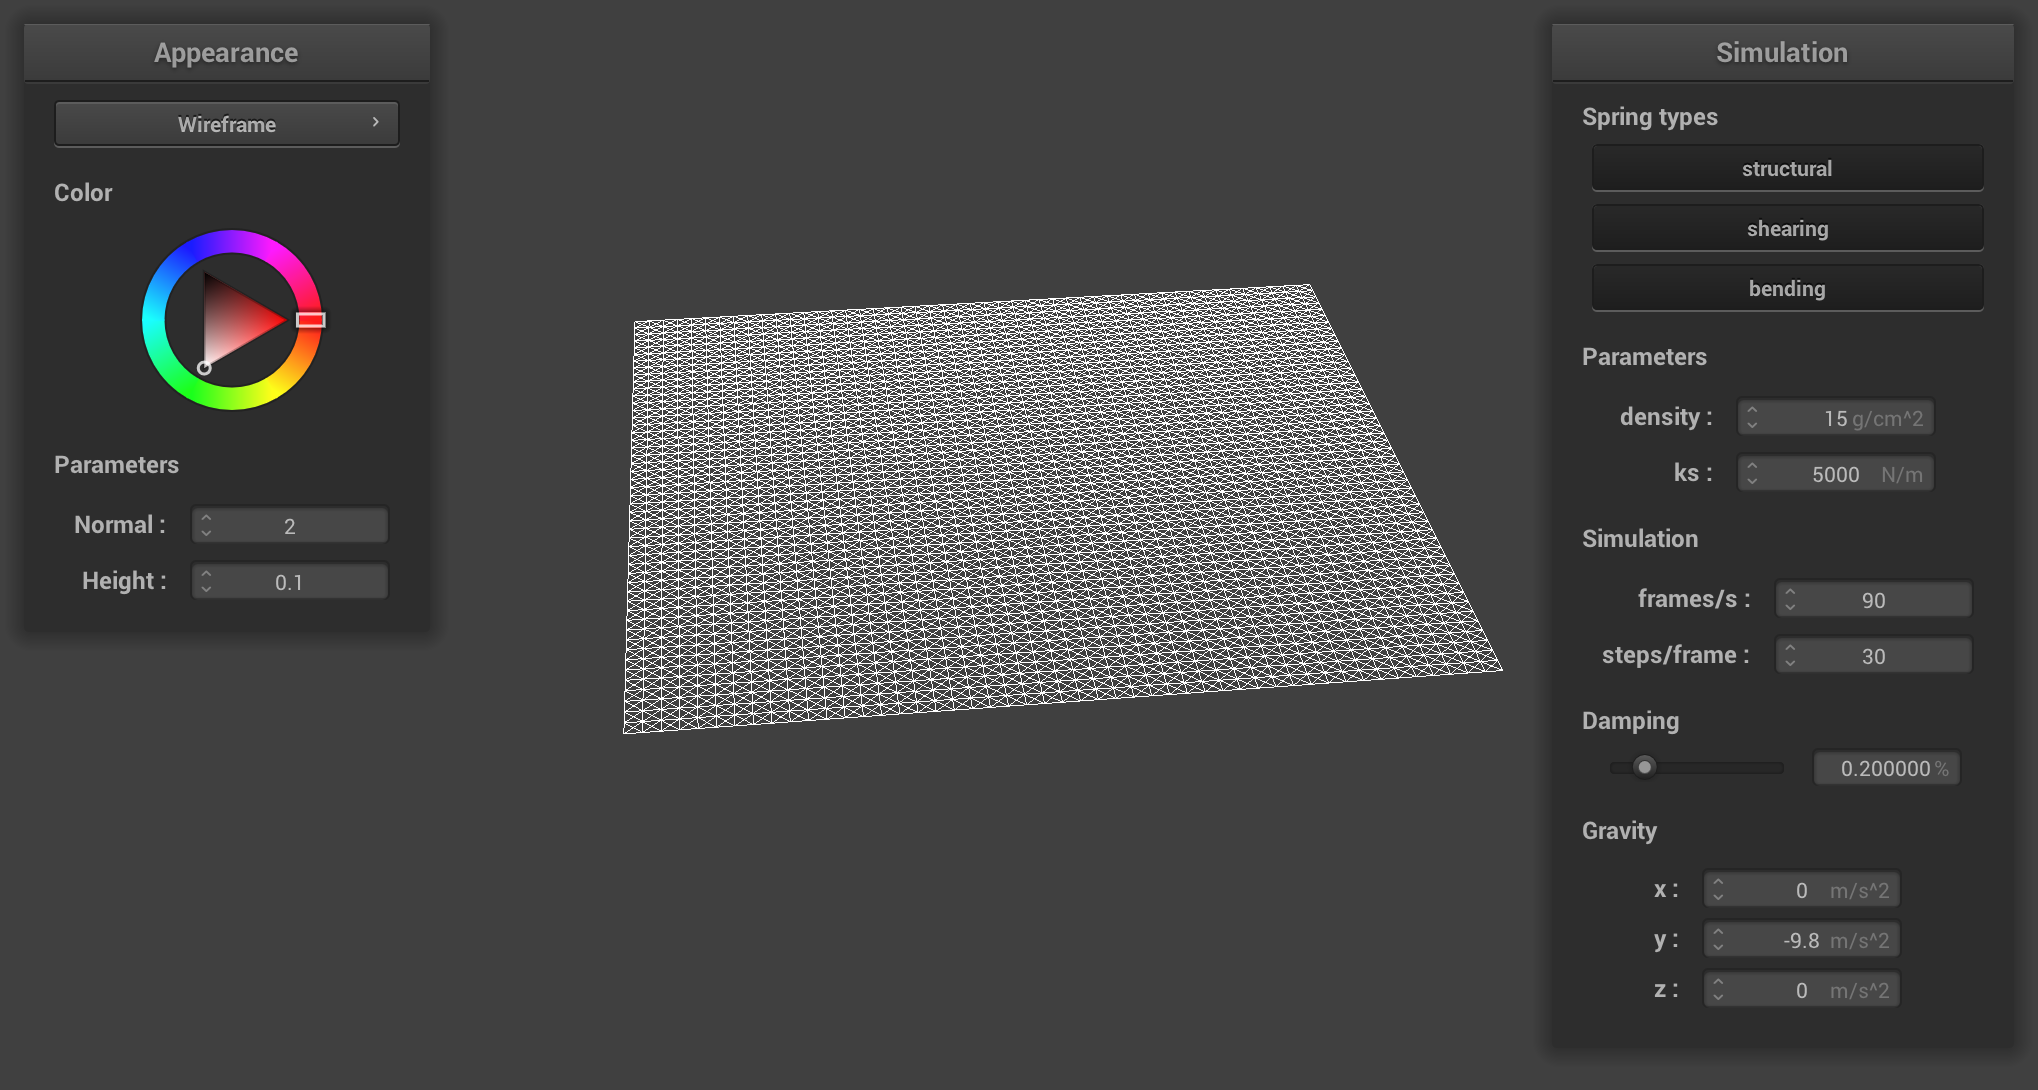 Appearance
Wireframe
Color
Parameters
Normal : 2
Height : 0.1
Simulation
Spring types
structural
shearing
bending
Parameters
density : 15 g/cm^2
ks : 5000 N/m
Simulation
frames/s : 90
steps/frame : 30
Damping
0.200000 %
Gravity
x : 0 m/s^2
y : -9.8 m/s^2
z : 0 m/s^2